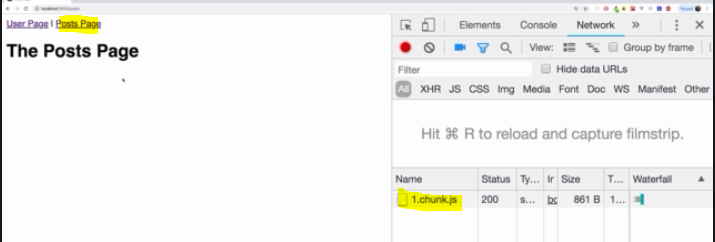 User Page | Posts Page
The Posts Page
Elements Console Network »
View: Group by frame
Filter
Hide data URLs
All XHR JS CSS Img Media Font Doc WS Manifest Other
Hit ⌘ R to reload and capture filmstrip.
Name Status Ty... Ir Size T... Waterfall
1.chunk.js 200 s... bc 861 B 1...